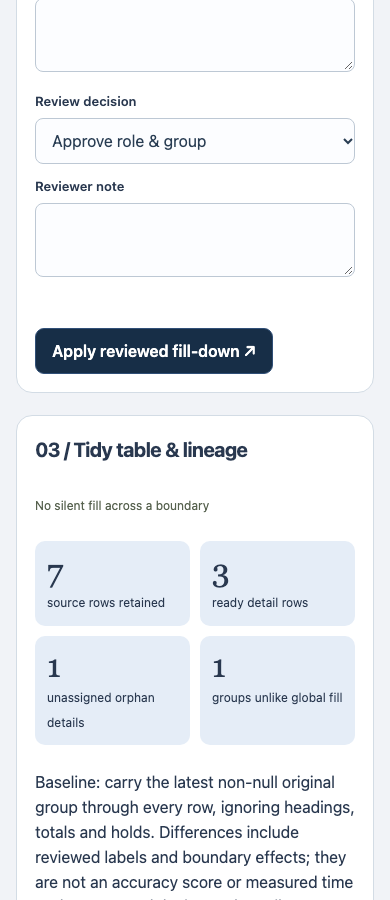 Review decision
Approve role & group
Reviewer note
Apply reviewed fill-down ↗
03 / Tidy table & lineage
No silent fill across a boundary
7
source rows retained
3
ready detail rows
1
unassigned orphan
details
1
groups unlike global fill
Baseline: carry the latest non-null original
group through every row, ignoring headings,
totals and holds. Differences include
reviewed labels and boundary effects; they
are not an accuracy score or measured time